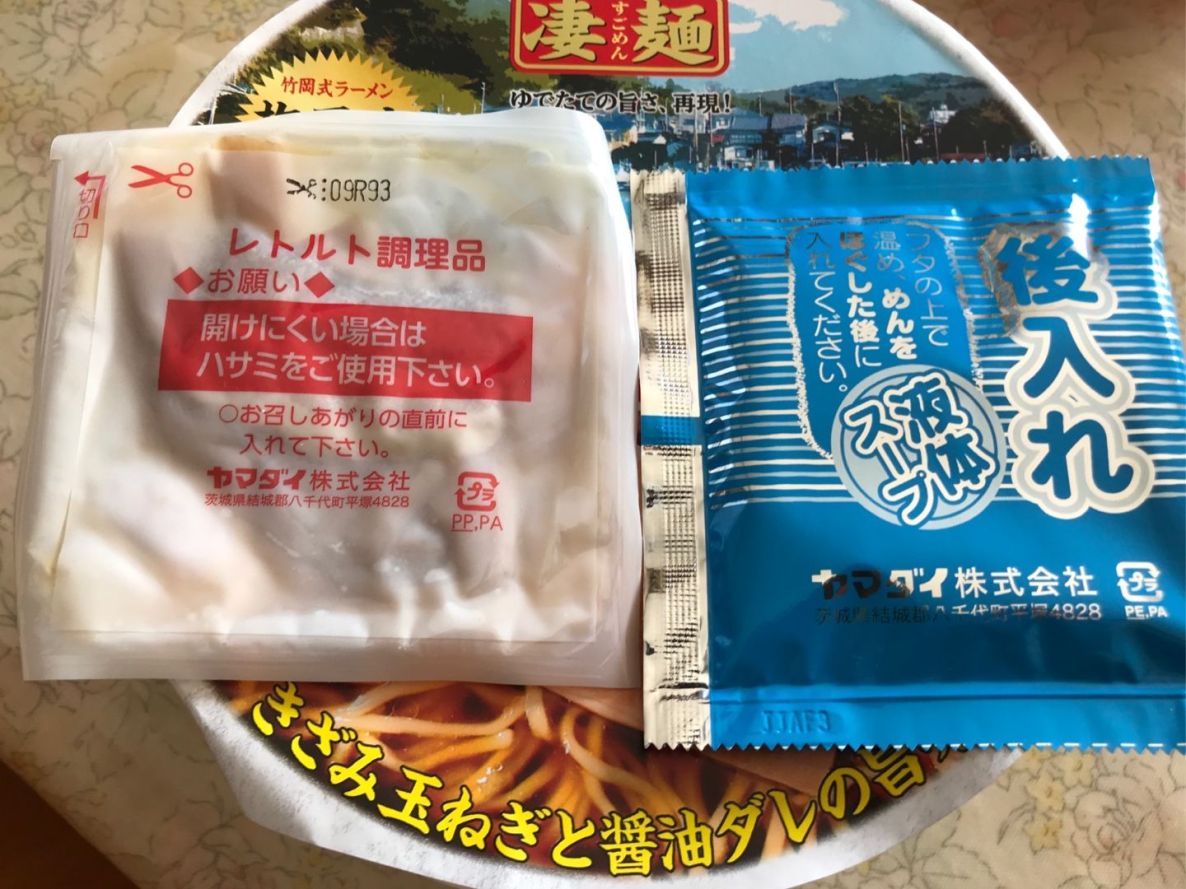 凄麺
すごめん
ゆでたての旨さ、再現!
竹岡式ラーメン
切り口
09R93
レトルト調理品
◆お願い◆
開けにくい場合は
ハサミをご使用下さい。
○お召しあがりの直前に
入れて下さい。
ヤマダイ株式会社
茨城県結城郡八千代町平塚4828
プラ
PP,PA
後入れ
フタの上で
温め、めんを
ほぐした後に
入れてください。
液体
スープ
ヤマダイ株式会社
茨城県結城郡八千代町平塚4828
プラ
PE,PA
きざみ玉ねぎと醤油ダレの旨